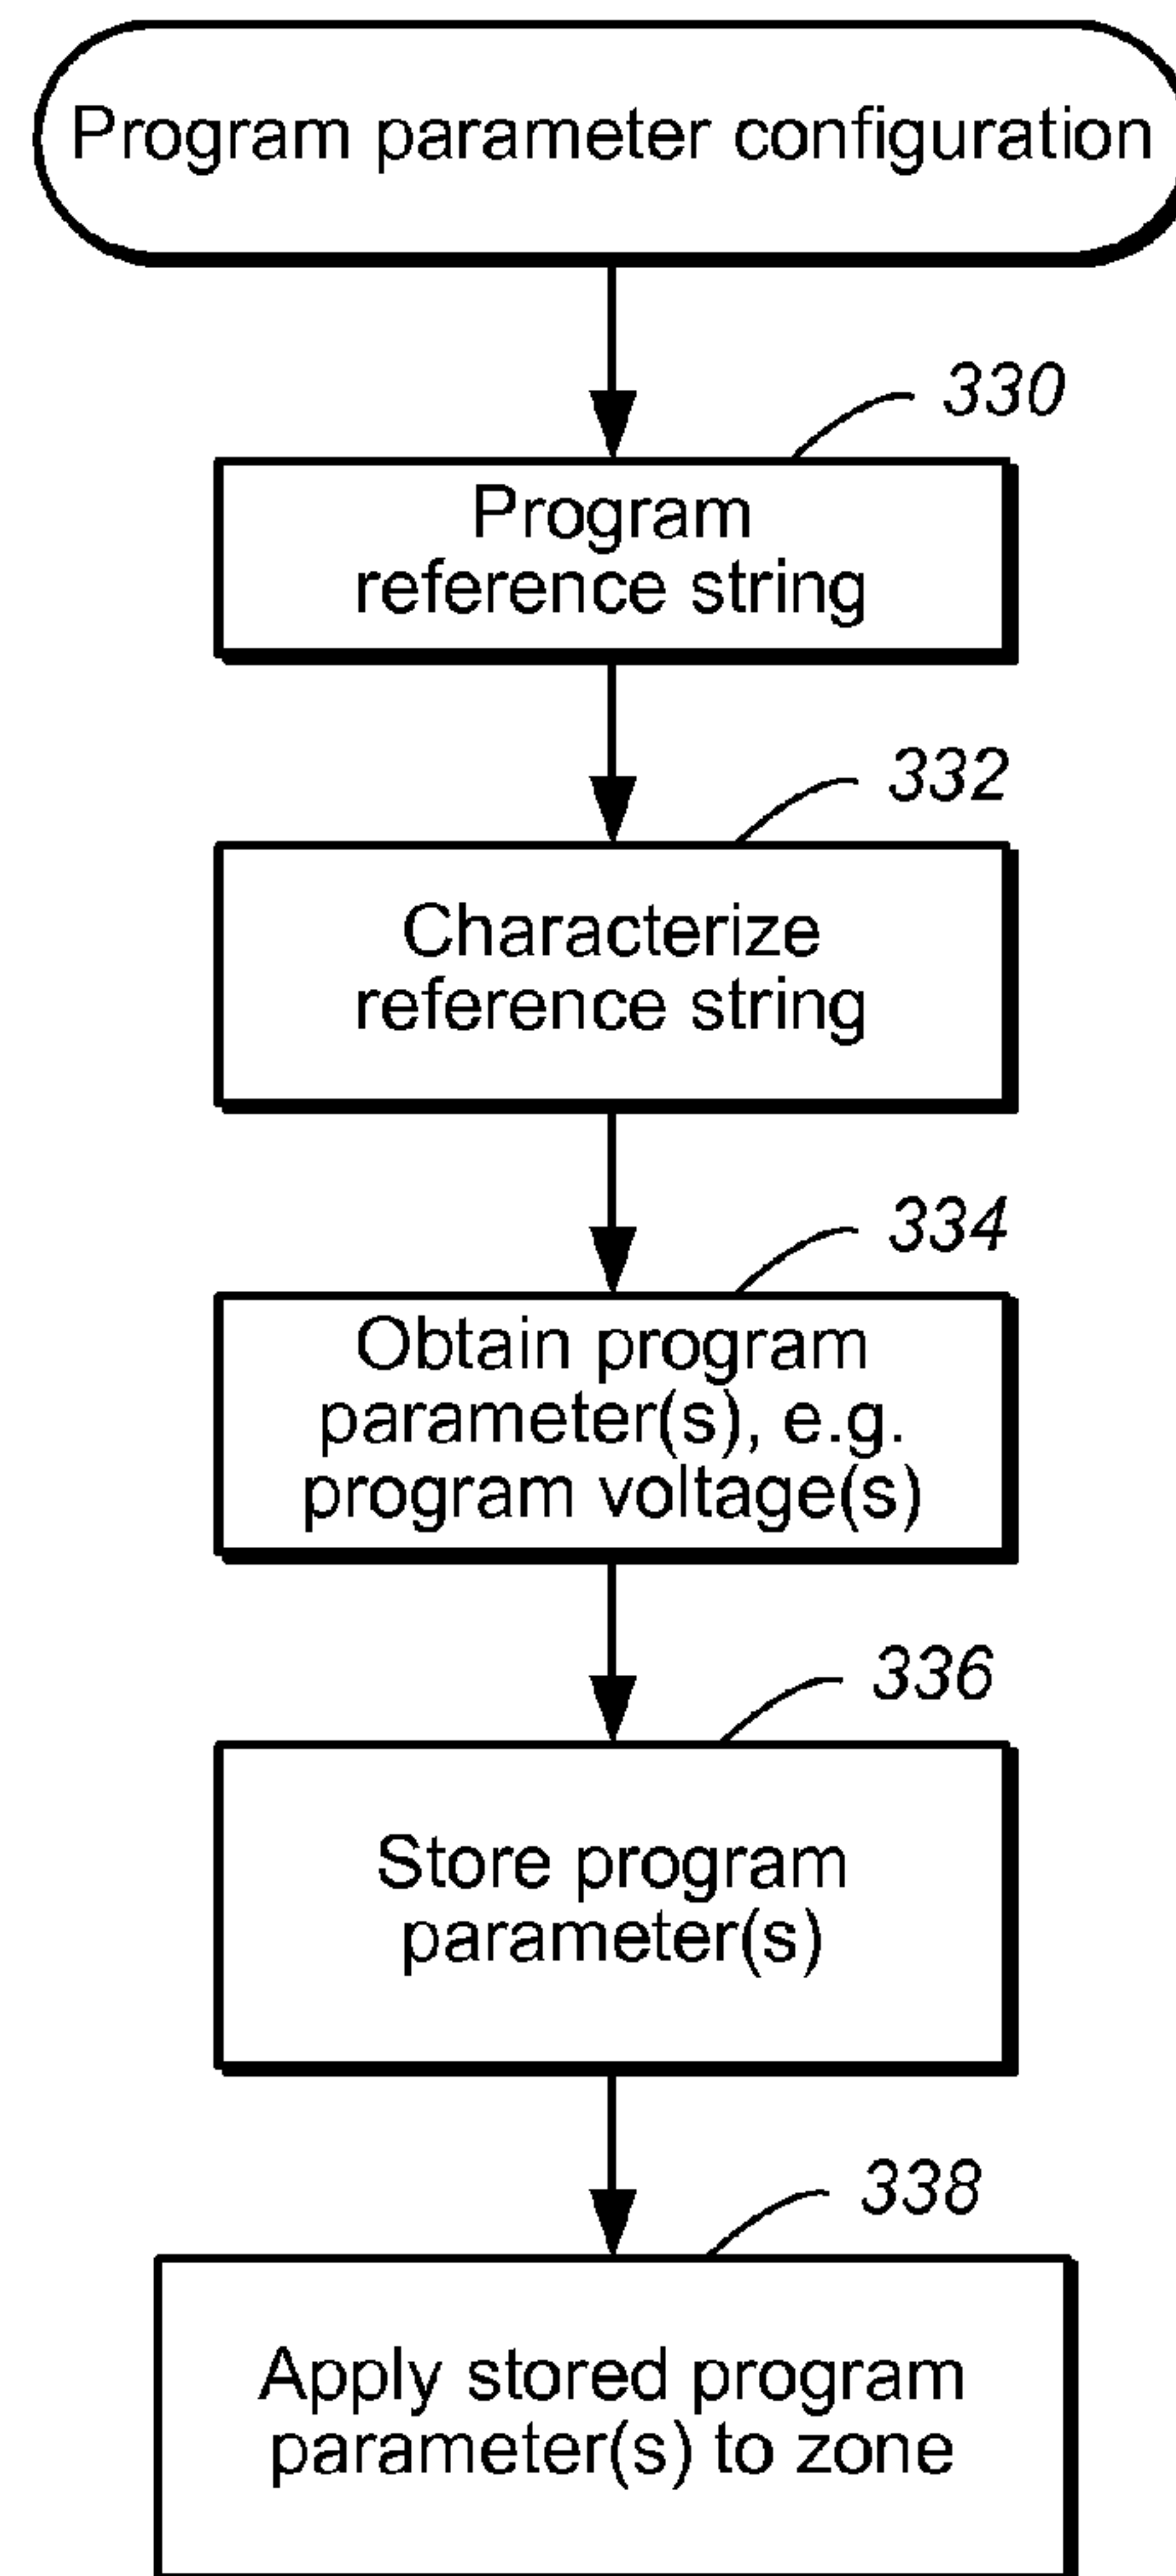 Program parameter configuration
330
Program
reference string
332
Characterize
reference string
334
Obtain program
parameter(s), e.g.
program voltage(s)
336
Store program
parameter(s)
338
Apply stored program
parameter(s) to zone